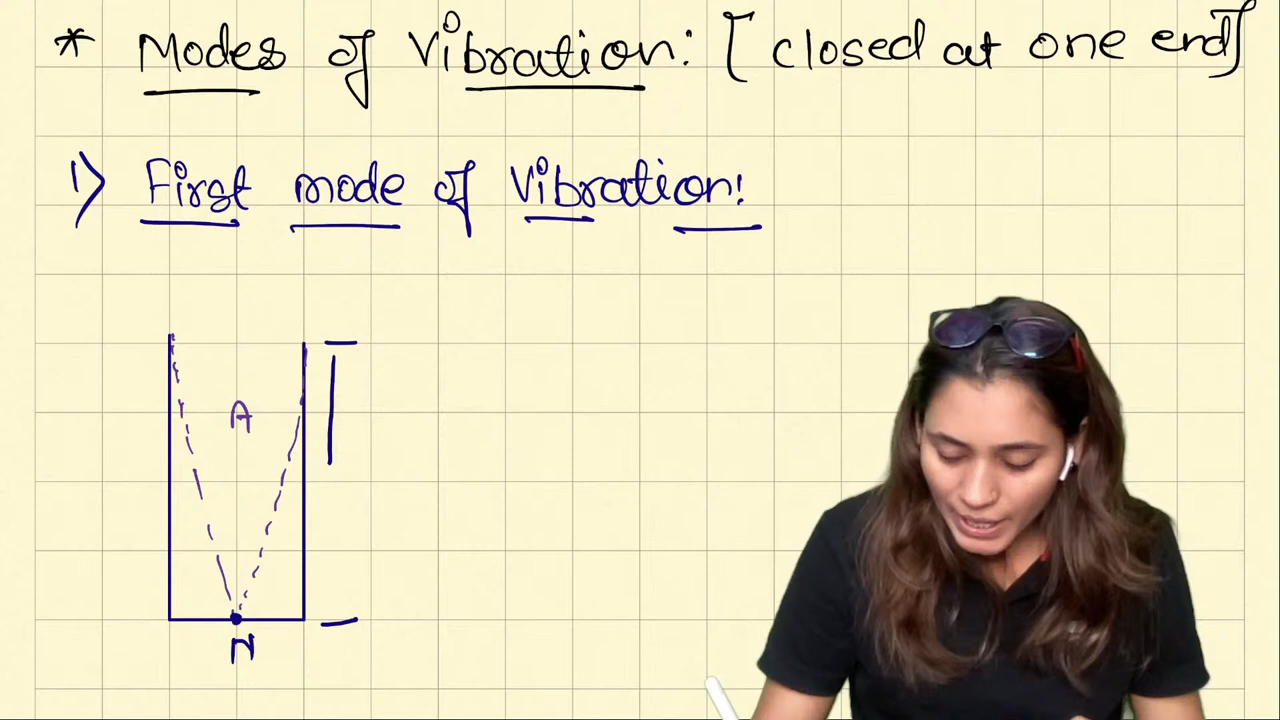 * Modes of Vibration: [closed at one end]
1) First mode of Vibration:
A
N